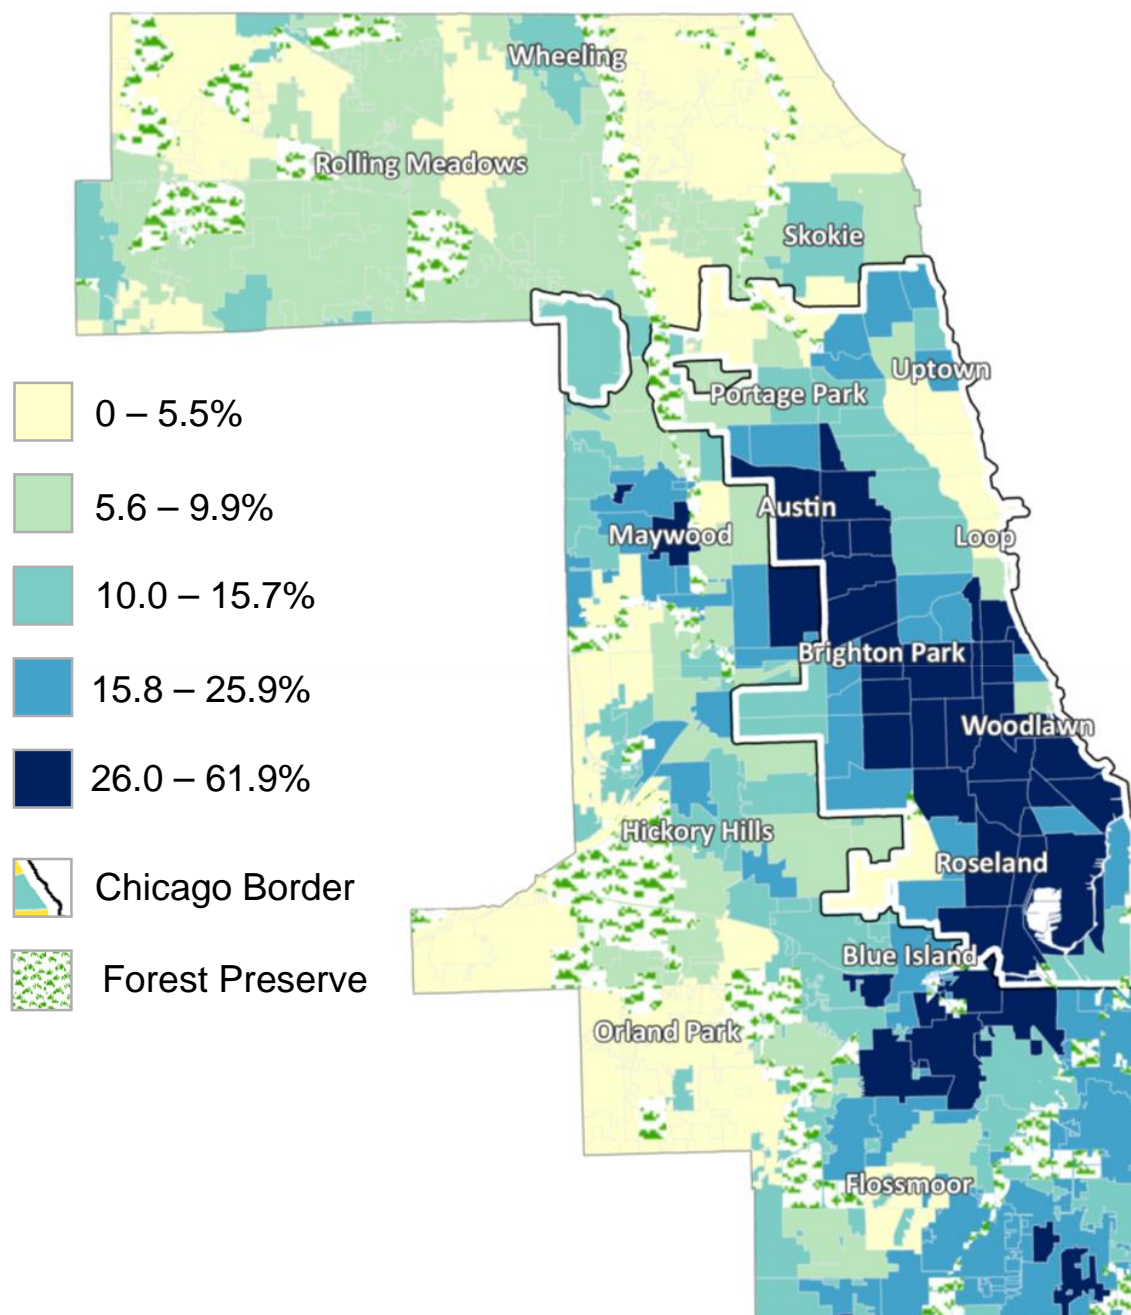 Wheeling
Rolling Meadows
Skokie
Uptown
Portage Park
Austin
Maywood
Loop
Brighton Park
Woodlawn
Hickory Hills
Roseland
Blue Island
Orland Park
Flossmoor
0 – 5.5%
5.6 – 9.9%
10.0 – 15.7%
15.8 – 25.9%
26.0 – 61.9%
Chicago Border
Forest Preserve